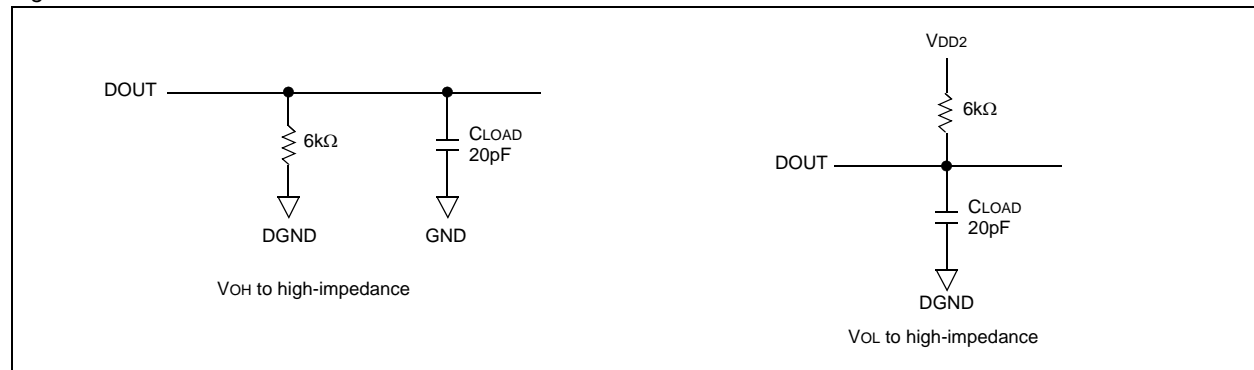 DOUT
6kΩ
CLOAD
20pF
DGND
GND
VOH to high-impedance
VDD2
6kΩ
DOUT
CLOAD
20pF
DGND
VOL to high-impedance